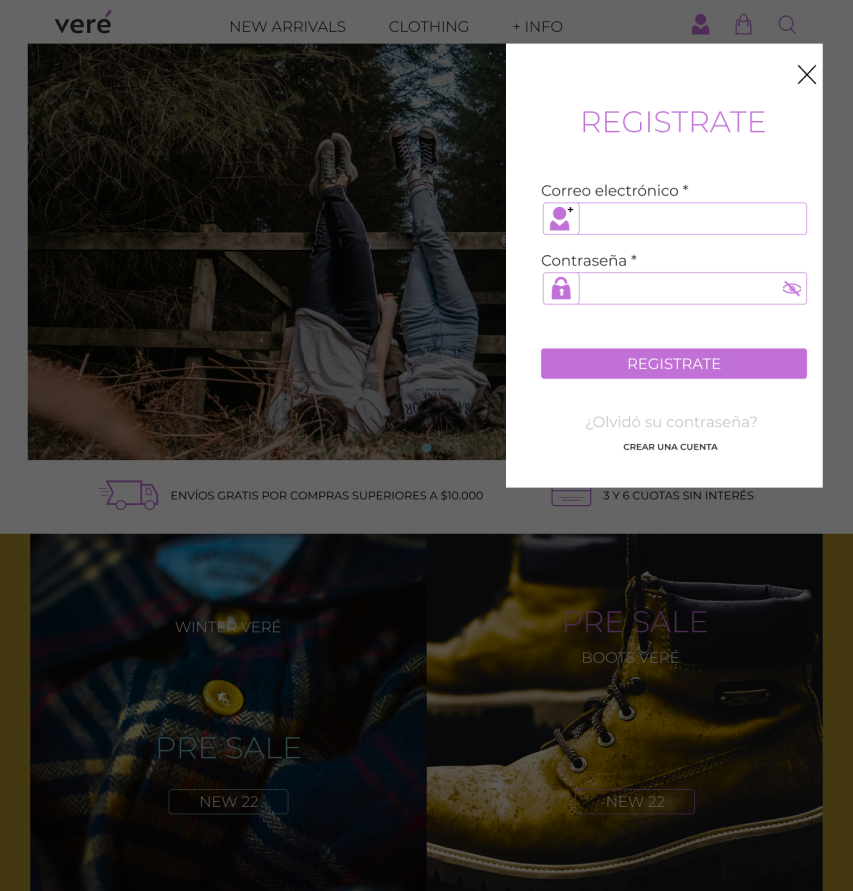 veré
NEW ARRIVALS
CLOTHING
+ INFO
REGISTRATE
Correo electrónico *
Contraseña *
REGISTRATE
¿Olvidó su contraseña?
CREAR UNA CUENTA
ENVÍOS GRATIS POR COMPRAS SUPERIORES A $10.000
3 Y 6 CUOTAS SIN INTERÉS
WINTER VERÉ
PRE SALE
NEW 22
PRE SALE
BOOTS VERÉ
NEW 22